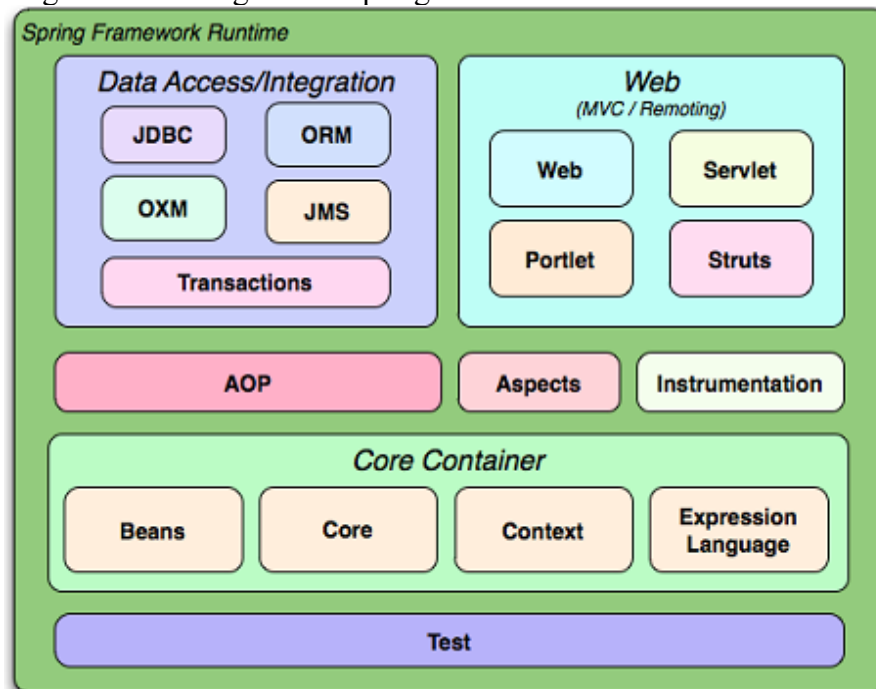 Spring Framework Runtime
Data Access/Integration
JDBC
ORM
OXM
JMS
Transactions
Web
(MVC / Remoting)
Web
Servlet
Portlet
Struts
AOP
Aspects
Instrumentation
Core Container
Beans
Core
Context
Expression
Language
Test